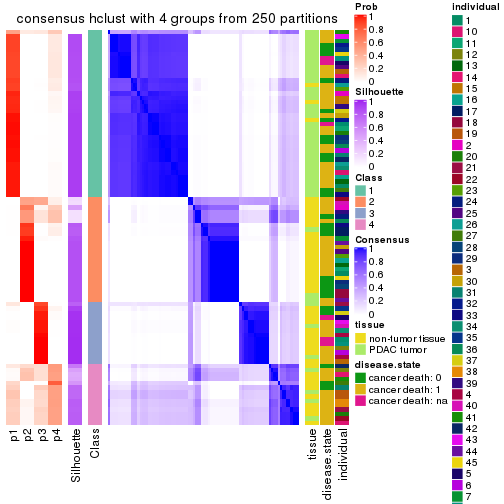 consensus hclust with 4 groups from 250 partitions
p1
p2
p3
p4
Silhouette
Class
tissue
disease.state
individual
Prob
1
0.8
0.6
0.4
0.2
0
Silhouette
1
0.8
0.6
0.4
0.2
0
Class
1
2
3
4
Consensus
1
0.8
0.6
0.4
0.2
0
tissue
non-tumor tissue
PDAC tumor
disease.state
cancer death: 0
cancer death: 1
cancer death: na
individual
1
10
11
12
13
14
15
16
17
18
19
2
20
21
22
23
24
25
26
27
28
29
3
30
31
32
33
34
35
36
37
38
39
4
40
41
42
43
44
45
5
6
7